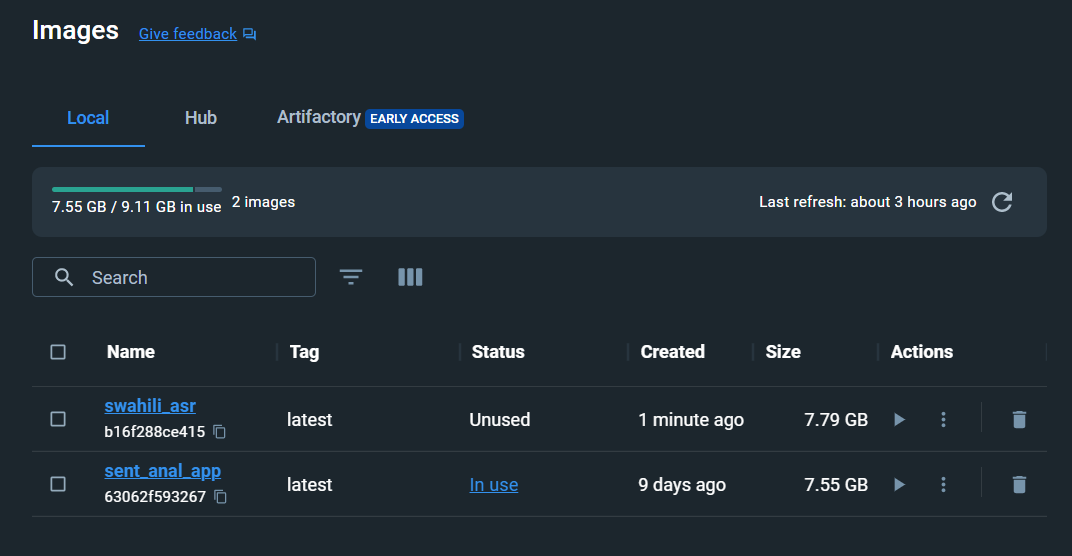 Images Give feedback
Local Hub Artifactory EARLY ACCESS
7.55 GB / 9.11 GB in use 2 images Last refresh: about 3 hours ago
Search
Name Tag Status Created Size Actions
swahili_asr
b16f288ce415 latest Unused 1 minute ago 7.79 GB
sent_anal_app
63062f593267 latest In use 9 days ago 7.55 GB